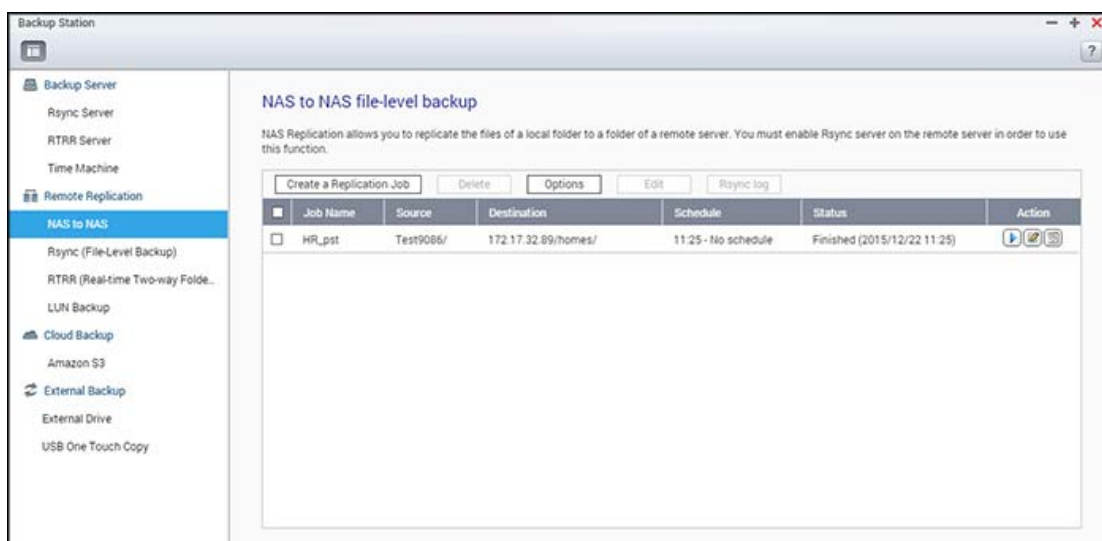 Backup Station
?
Backup Server
Rsync Server
RTRR Server
Time Machine
Remote Replication
NAS to NAS
Rsync (File-Level Backup)
RTRR (Real-time Two-way Folde..
LUN Backup
Cloud Backup
Amazon S3
External Backup
External Drive
USB One Touch Copy
NAS to NAS file-level backup
NAS Replication allows you to replicate the files of a local folder to a folder of a remote server. You must enable Rsync server on the remote server in order to use
this function.
Create a Replication Job Delete Options Edit Rsync log
Job Name Source Destination Schedule Status Action
HR_pst Test9086/ 172.17.32.89/homes/ 11:25 - No schedule Finished (2015/12/22 11:25)